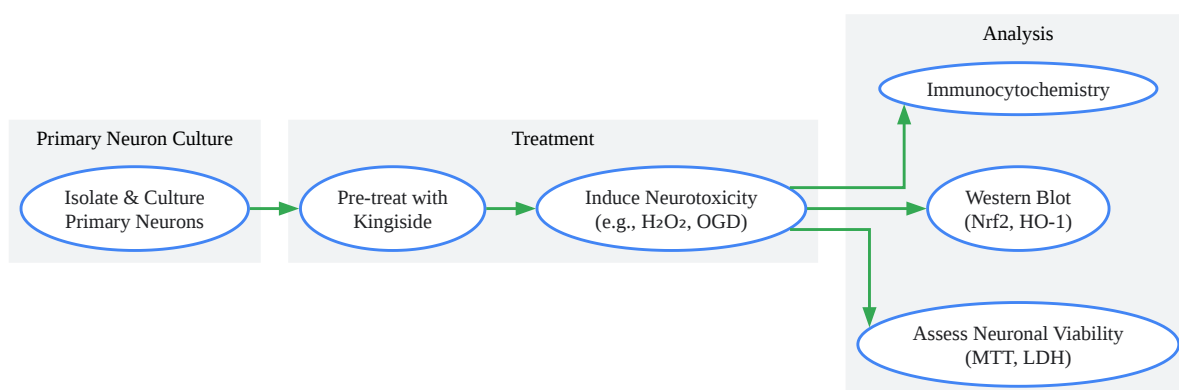 Primary Neuron Culture
Isolate & Culture
Primary Neurons
Treatment
Pre-treat with
Kingiside
Induce Neurotoxicity
(e.g., H₂O₂, OGD)
Analysis
Immunocytochemistry
Western Blot
(Nrf2, HO-1)
Assess Neuronal Viability
(MTT, LDH)